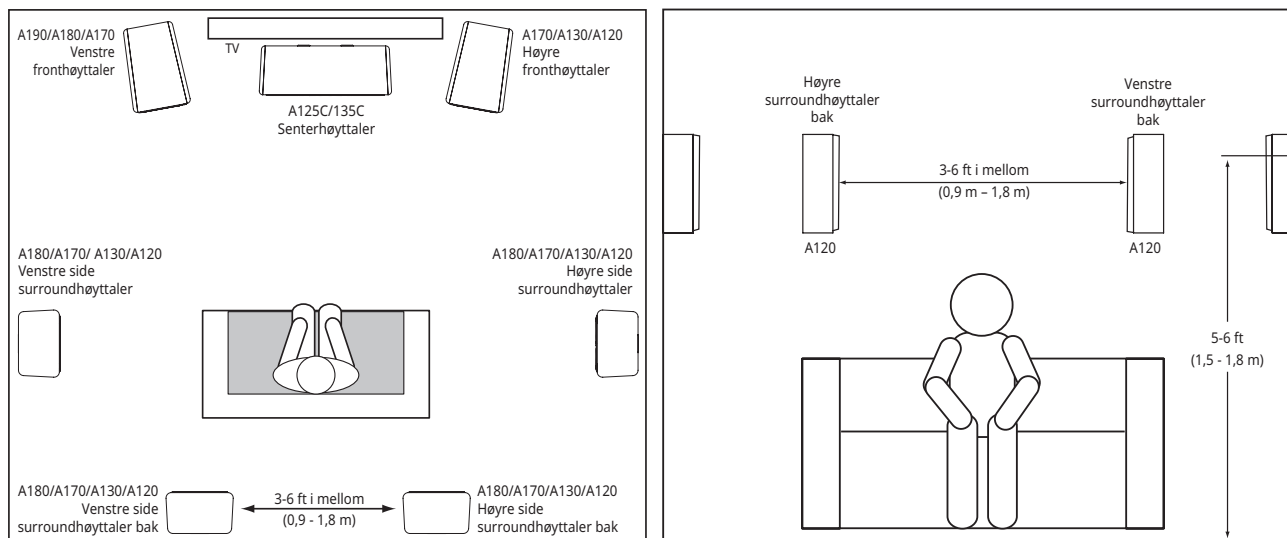 A190/A180/A170
Venstre
fronthøyttaler
TV
A125C/135C
Senterhøyttaler
A170/A130/A120
Høyre
fronthøyttaler
A180/A170/ A130/A120
Venstre side
surroundhøyttaler
A180/A170/A130/A120
Høyre side
surroundhøyttaler
A180/A170/A130/A120
Venstre side
surroundhøyttaler bak
3-6 ft i mellom
(0,9 - 1,8 m)
A180/A170/A130/A120
Høyre side
surroundhøyttaler bak
Høyre
surroundhøyttaler
bak
Venstre
surroundhøyttaler
bak
3-6 ft i mellom
(0,9 m – 1,8 m)
A120
A120
5-6 ft
(1,5 - 1,8 m)